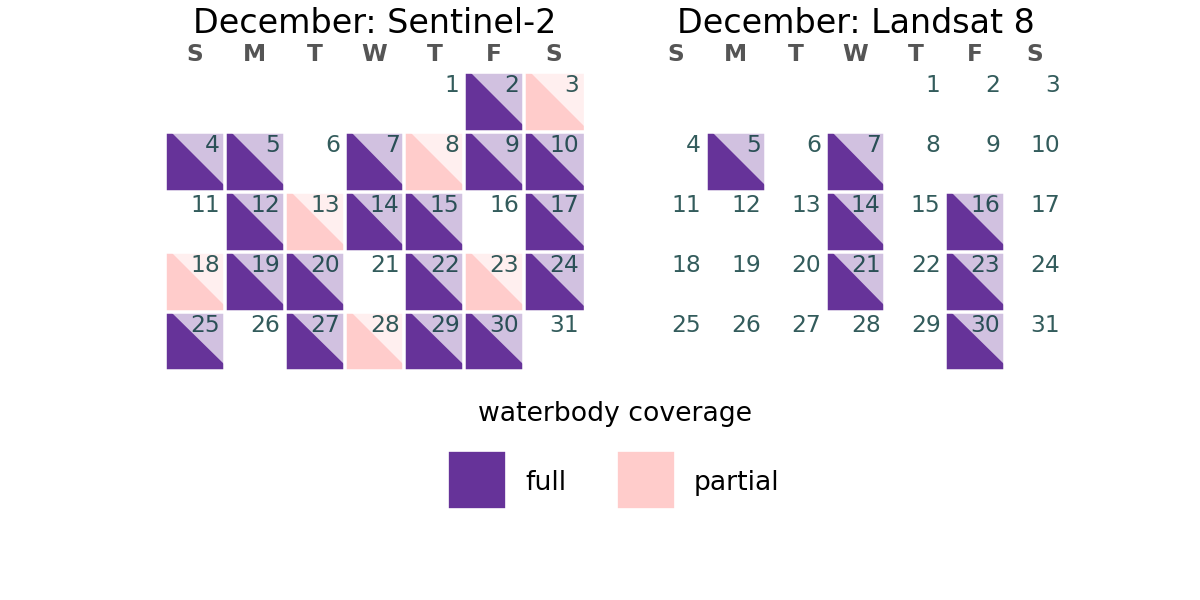 December: Sentinel-2
S M T W T F S
1 2 3
4 5 6 7 8 9 10
11 12 13 14 15 16 17
18 19 20 21 22 23 24
25 26 27 28 29 30 31
December: Landsat 8
S M T W T F S
1 2 3
4 5 6 7 8 9 10
11 12 13 14 15 16 17
18 19 20 21 22 23 24
25 26 27 28 29 30 31
waterbody coverage
full partial